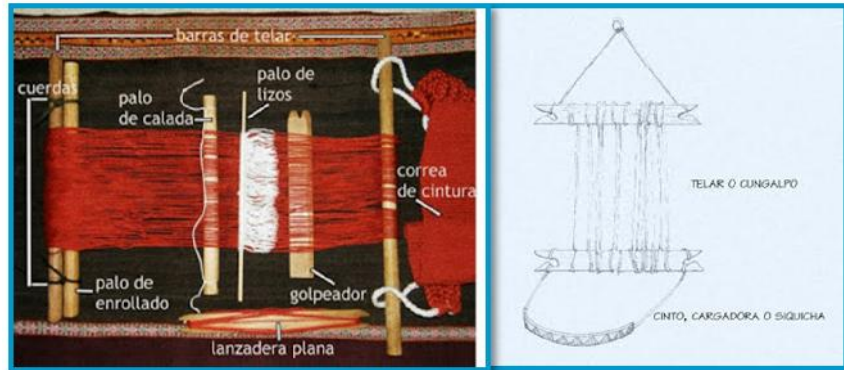 barras de telar
cuerdas
palo
de calada
palo de
lizos
correa
de cintura
palo de
enrollado
golpeador
lanzadera plana
TELAR O CUNGALPO
CINTO, CARGADORA O SIQUICHA